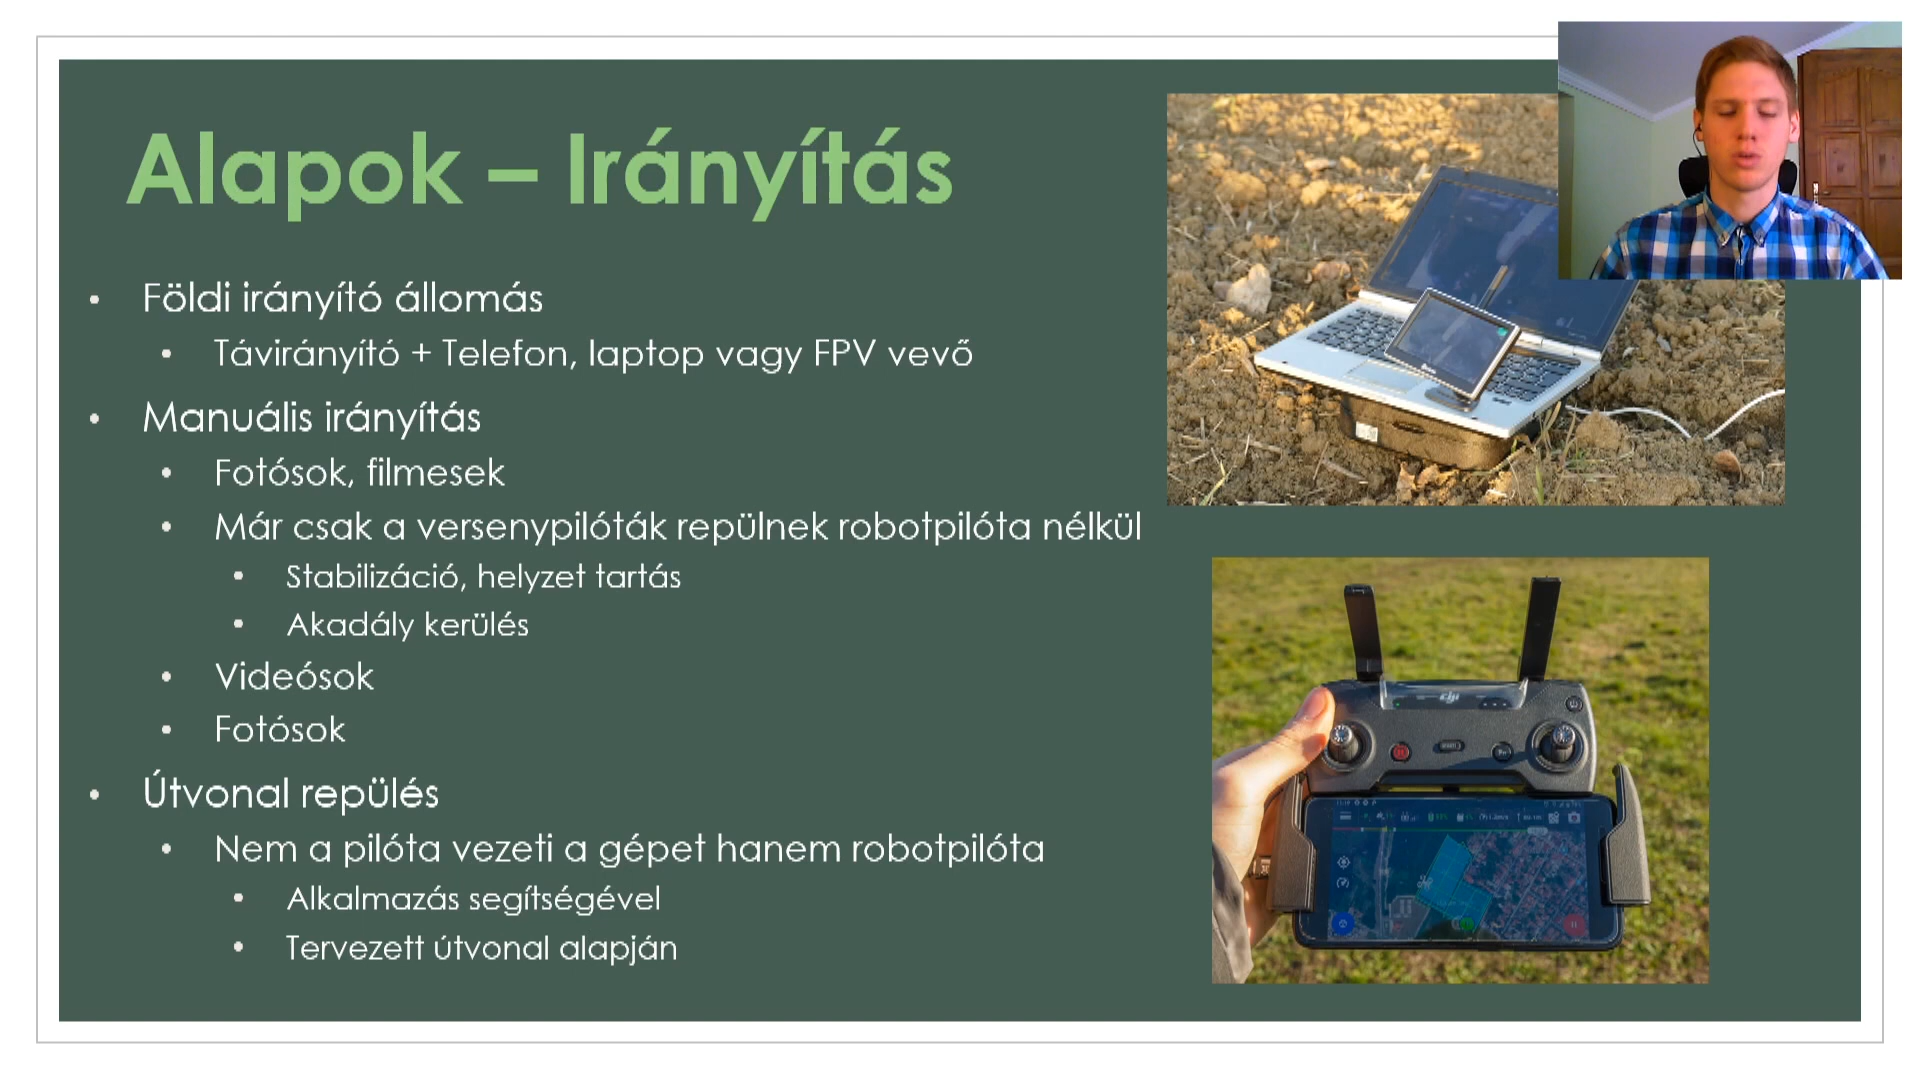 Alapok – Irányítás
Földi irányító állomás
Távirányító + Telefon, laptop vagy FPV vevő
Manuális irányítás
Fotósok, filmesek
Már csak a versenypilóták repülnek robotpilóta nélkül
Stabilizáció, helyzet tartás
Akadály kerülés
Videósok
Fotósok
Útvonal repülés
Nem a pilóta vezeti a gépet hanem robotpilóta
Alkalmazás segítségével
Tervezett útvonal alapján
dji